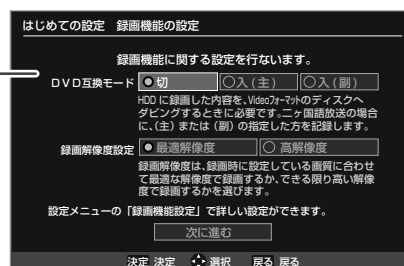 はじめての設定 録画機能の設定
録画機能に関する設定を行ないます。
DVD互換モード ●切 ○入(主) ○入(副)
HDDに録画した内容を、Videoフォーマットのディスクへ
ダビングするときに必要です。二ヶ国語放送の場合
に、(主)または(副)の指定した方を記録します。
録画解像度設定 ●最適解像度 ○高解像度
録画解像度は、録画時に設定している画質に合わせ
て最適な解像度で録画するか、できる限り高い解像
度で録画するかを選びます。
設定メニューの「録画機能設定」で詳しい設定ができます。
次に進む
決定 決定 選択 戻る 戻る